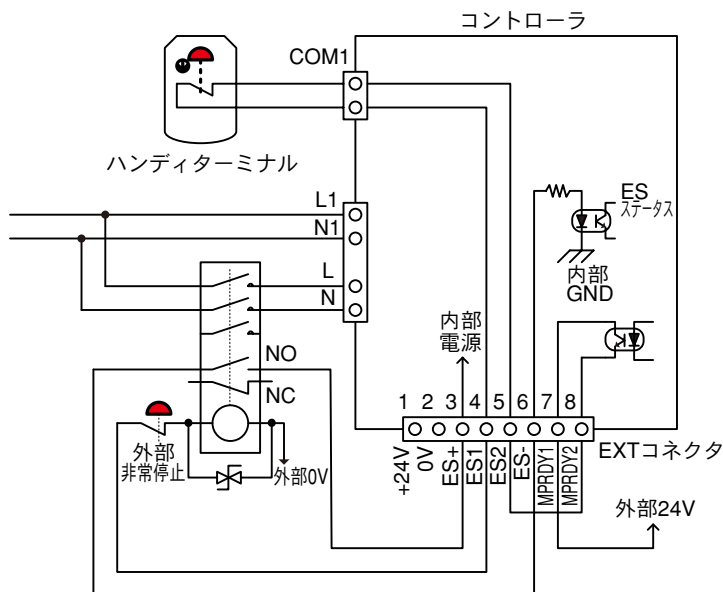 コントローラ
COM1
ハンディターミナル
L1
N1
L
N
ES
ステータス
内部
GND
内部
電源
NO
NC
1 2 3 4 5 6 7 8
EXTコネクタ
+24V
0V
ES+
ES1
ES2
ES-
MPRDY1
MPRDY2
外部
非常停止
外部0V
外部24V